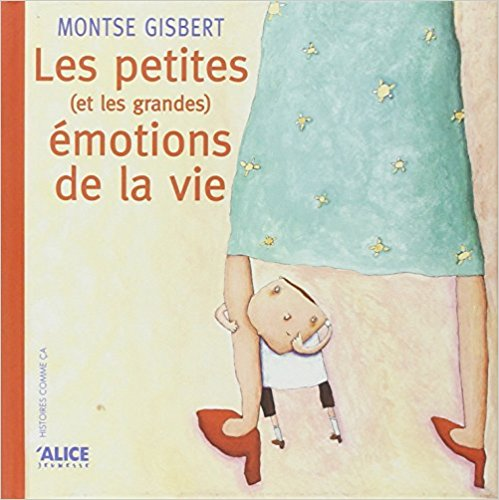 MONTSE GISBERT
Les petites
(et les grandes)
émotions
de la vie
HISTOIRES COMME ÇA
ALICE
JEUNESSE